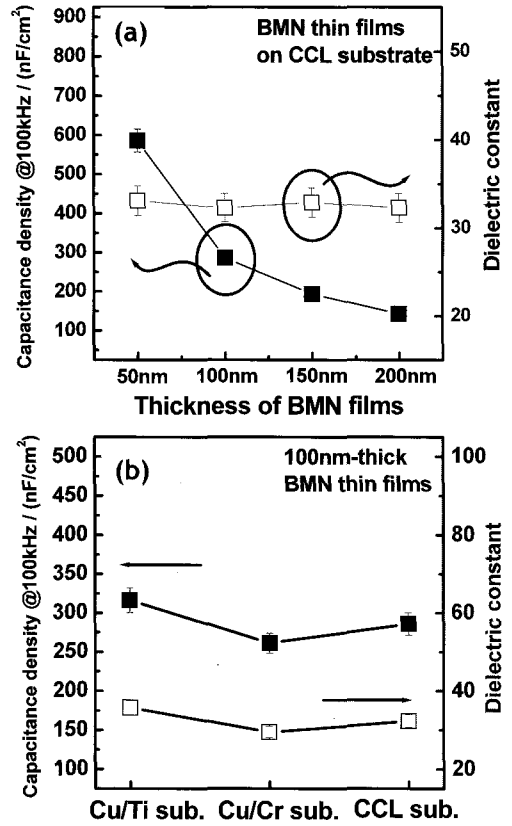 (a)
BMN thin films
on CCL substrate
Capacitance density @100kHz / (nF/cm²)
900
800
700
600
500
400
300
200
100
50
40
30
20
Dielectric constant
50nm 100nm 150nm 200nm
Thickness of BMN films
(b)
100nm-thick
BMN thin films
Capacitance density @100kHz / (nF/cm²)
500
450
425
375
350
300
250
200
175
150
100
100
80
60
40
20
Dielectric constant
Cu/Ti sub. Cu/Cr sub. CCL sub.